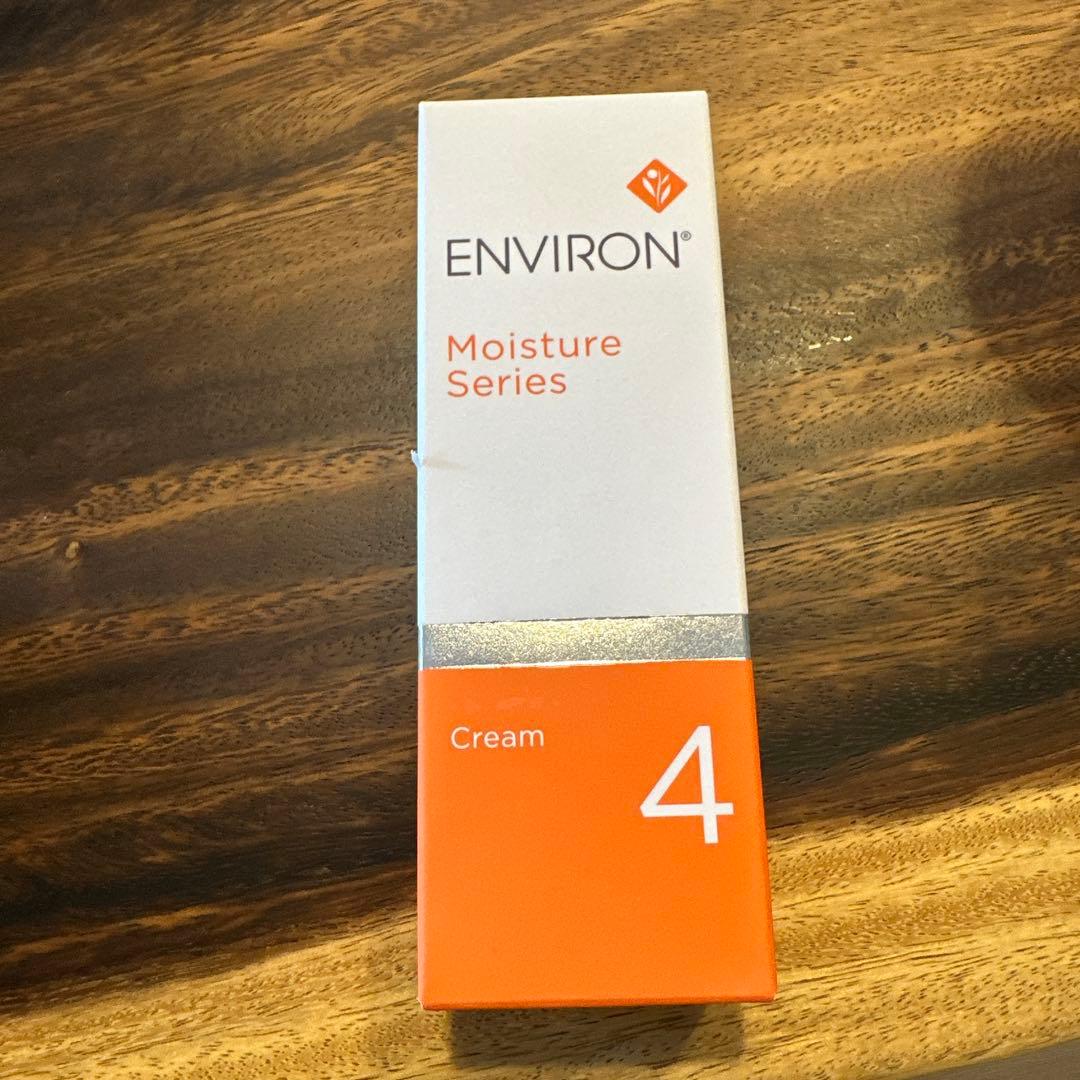 ENVIRON®
Moisture
Series
Cream
4